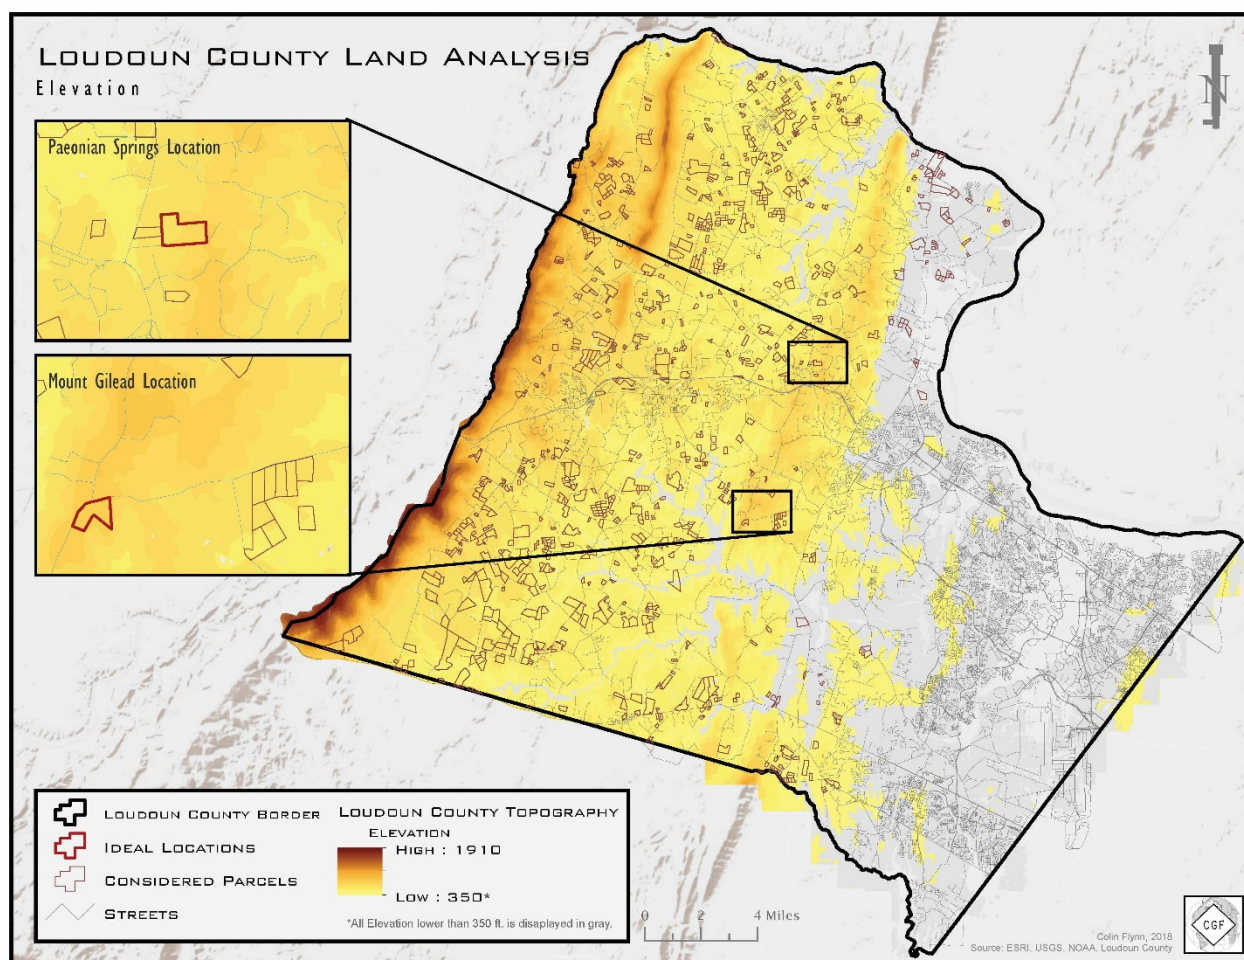 LOUDOUN COUNTY LAND ANALYSIS
Elevation
N
Paeonian Springs Location
Mount Gilead Location
LOUDOUN COUNTY BORDER
IDEAL LOCATIONS
CONSIDERED PARCELS
STREETS
LOUDOUN COUNTY TOPOGRAPHY
ELEVATION
HIGH : 1910
LOW : 350*
*All Elevation lower than 350 ft. is disaplayed in gray.
0 2 4 Miles
Colin Flynn, 2018
Source: ESRI, USGS, NOAA, Loudoun County
CGF